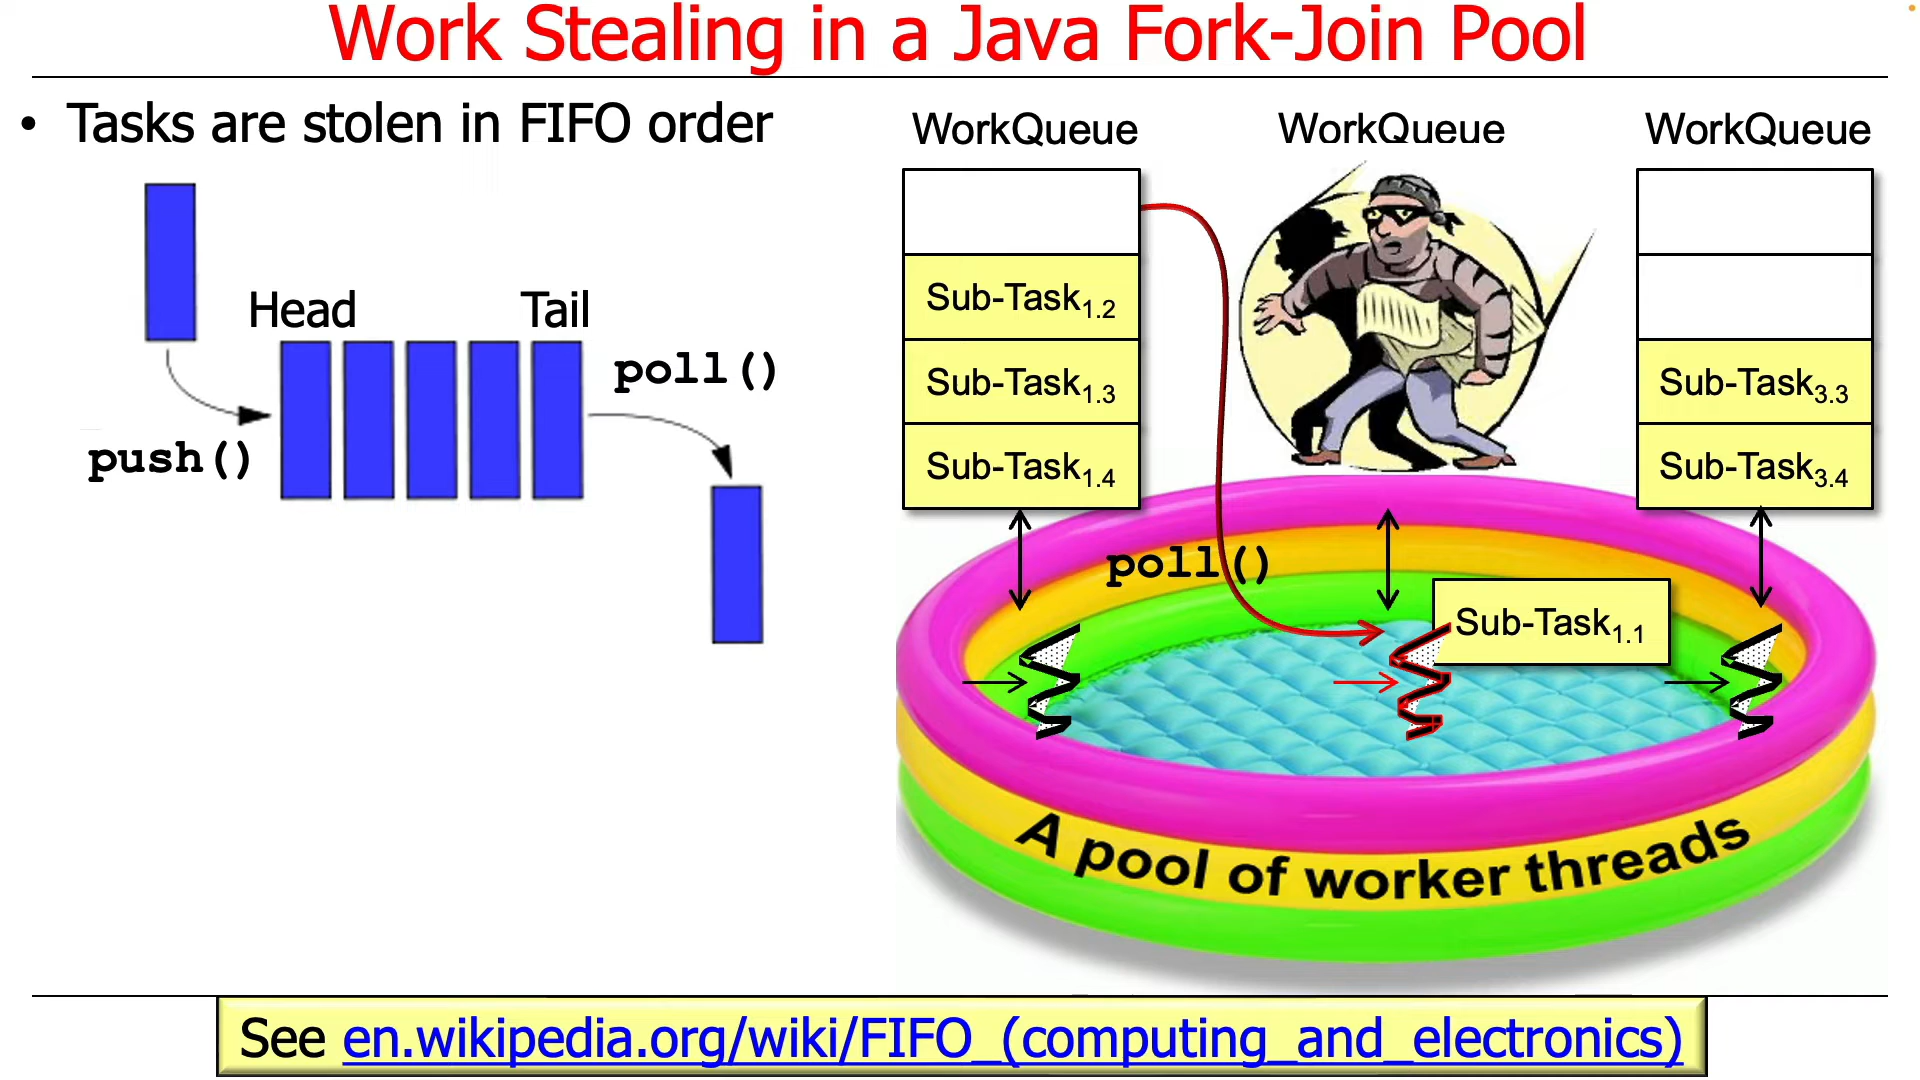 Work Stealing in a Java Fork-Join Pool
• Tasks are stolen in FIFO order
Head Tail
push()
poll()
WorkQueue WorkQueue WorkQueue
Sub-Task1.2
Sub-Task1.3
Sub-Task1.4
Sub-Task3.3
Sub-Task3.4
poll()
Sub-Task1.1
A pool of worker threads
See en.wikipedia.org/wiki/FIFO_(computing_and_electronics)